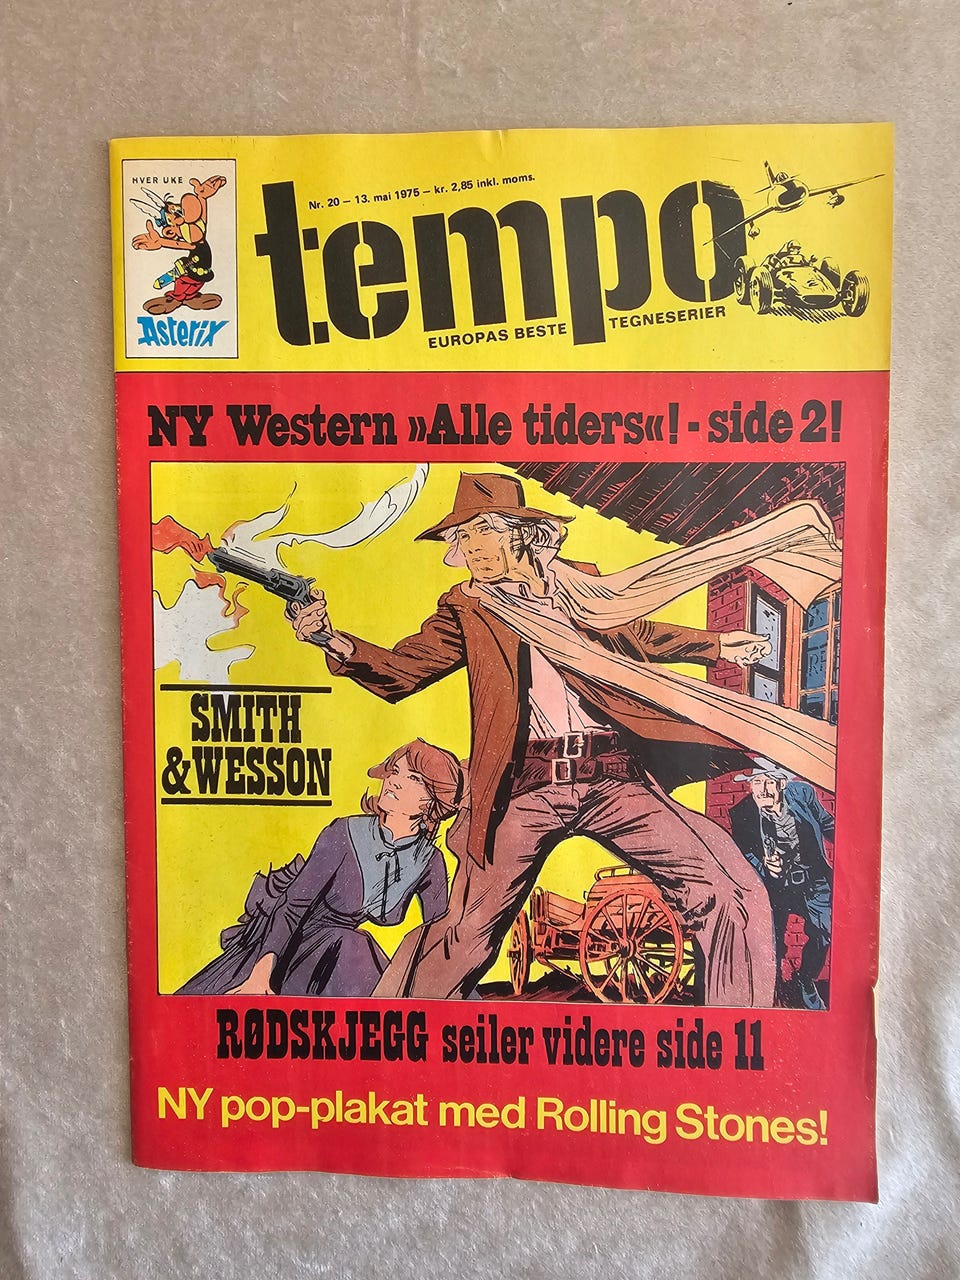 HVER UKE
Asterix
Nr. 20 – 13. mai 1975 – kr. 2,85 inkl. moms.
tempo
EUROPAS BESTE TEGNESERIER
NY Western »Alle tiders«! - side 2!
SMITH
&WESSON
RØDSKJEGG seiler videre side 11
NY pop-plakat med Rolling Stones!